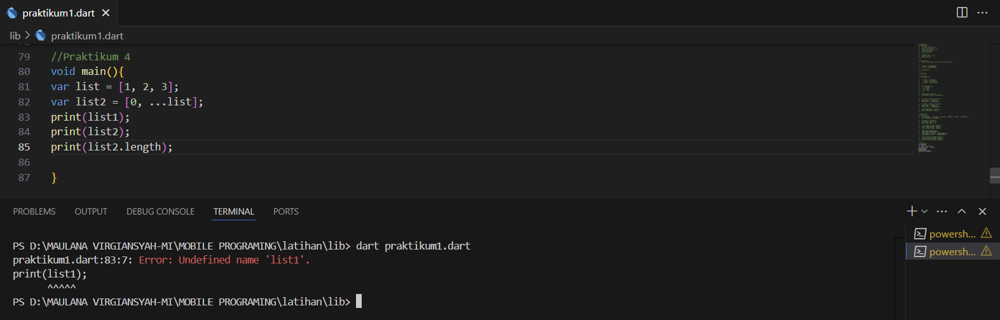 praktikum1.dart
lib > praktikum1.dart
79 //Praktikum 4
80 void main(){
81 var list = [1, 2, 3];
82 var list2 = [0, ...list];
83 print(list1);
84 print(list2);
85 print(list2.length);
86
87 }
PROBLEMS OUTPUT DEBUG CONSOLE TERMINAL PORTS
PS D:\MAULANA VIRGIANSYAH-MI\MOBILE PROGRAMING\latihan\lib> dart praktikum1.dart
praktikum1.dart:83:7: Error: Undefined name 'list1'.
print(list1);
^^^^^
PS D:\MAULANA VIRGIANSYAH-MI\MOBILE PROGRAMING\latihan\lib>
powersh...
powersh...